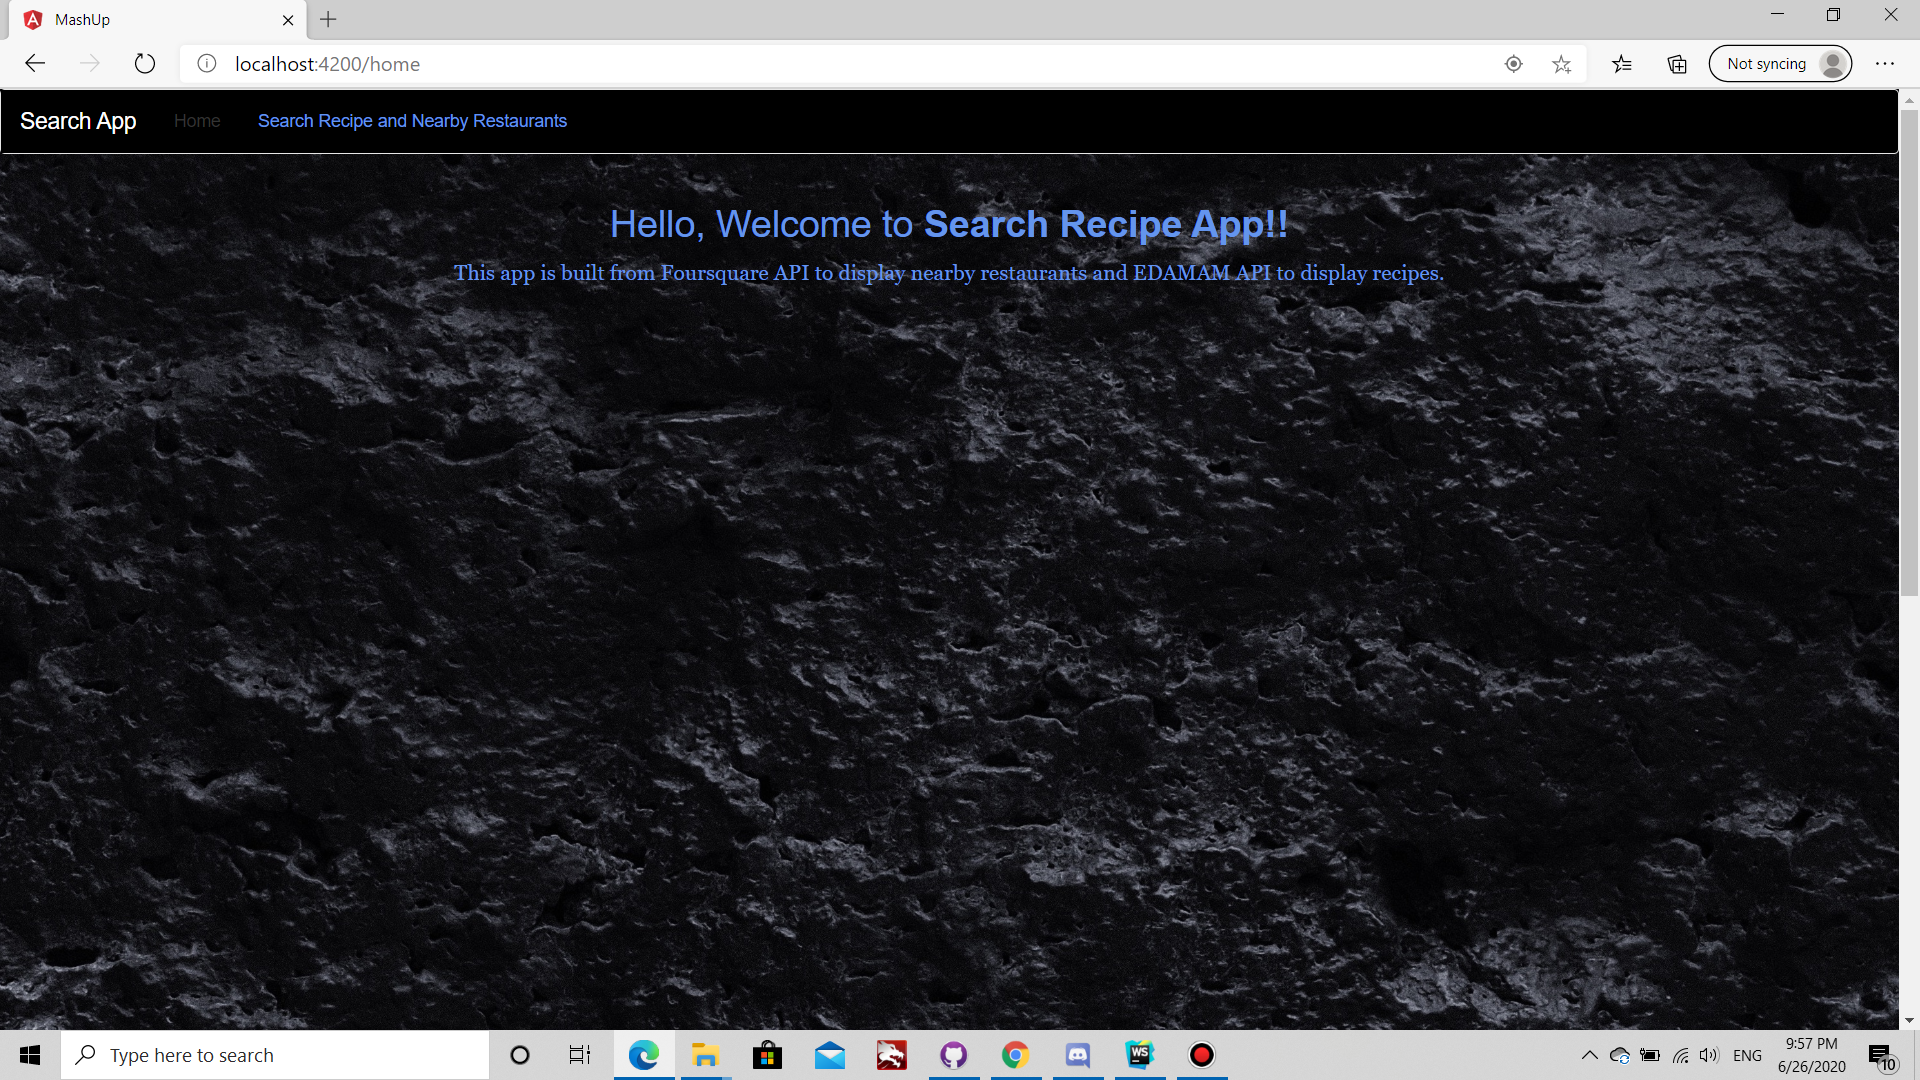 MashUp
localhost:4200/home
Not syncing
Search App Home Search Recipe and Nearby Restaurants
Hello, Welcome to Search Recipe App!!
This app is built from Foursquare API to display nearby restaurants and EDAMAM API to display recipes.
Type here to search
WS
ENG
9:57 PM
6/26/2020
10